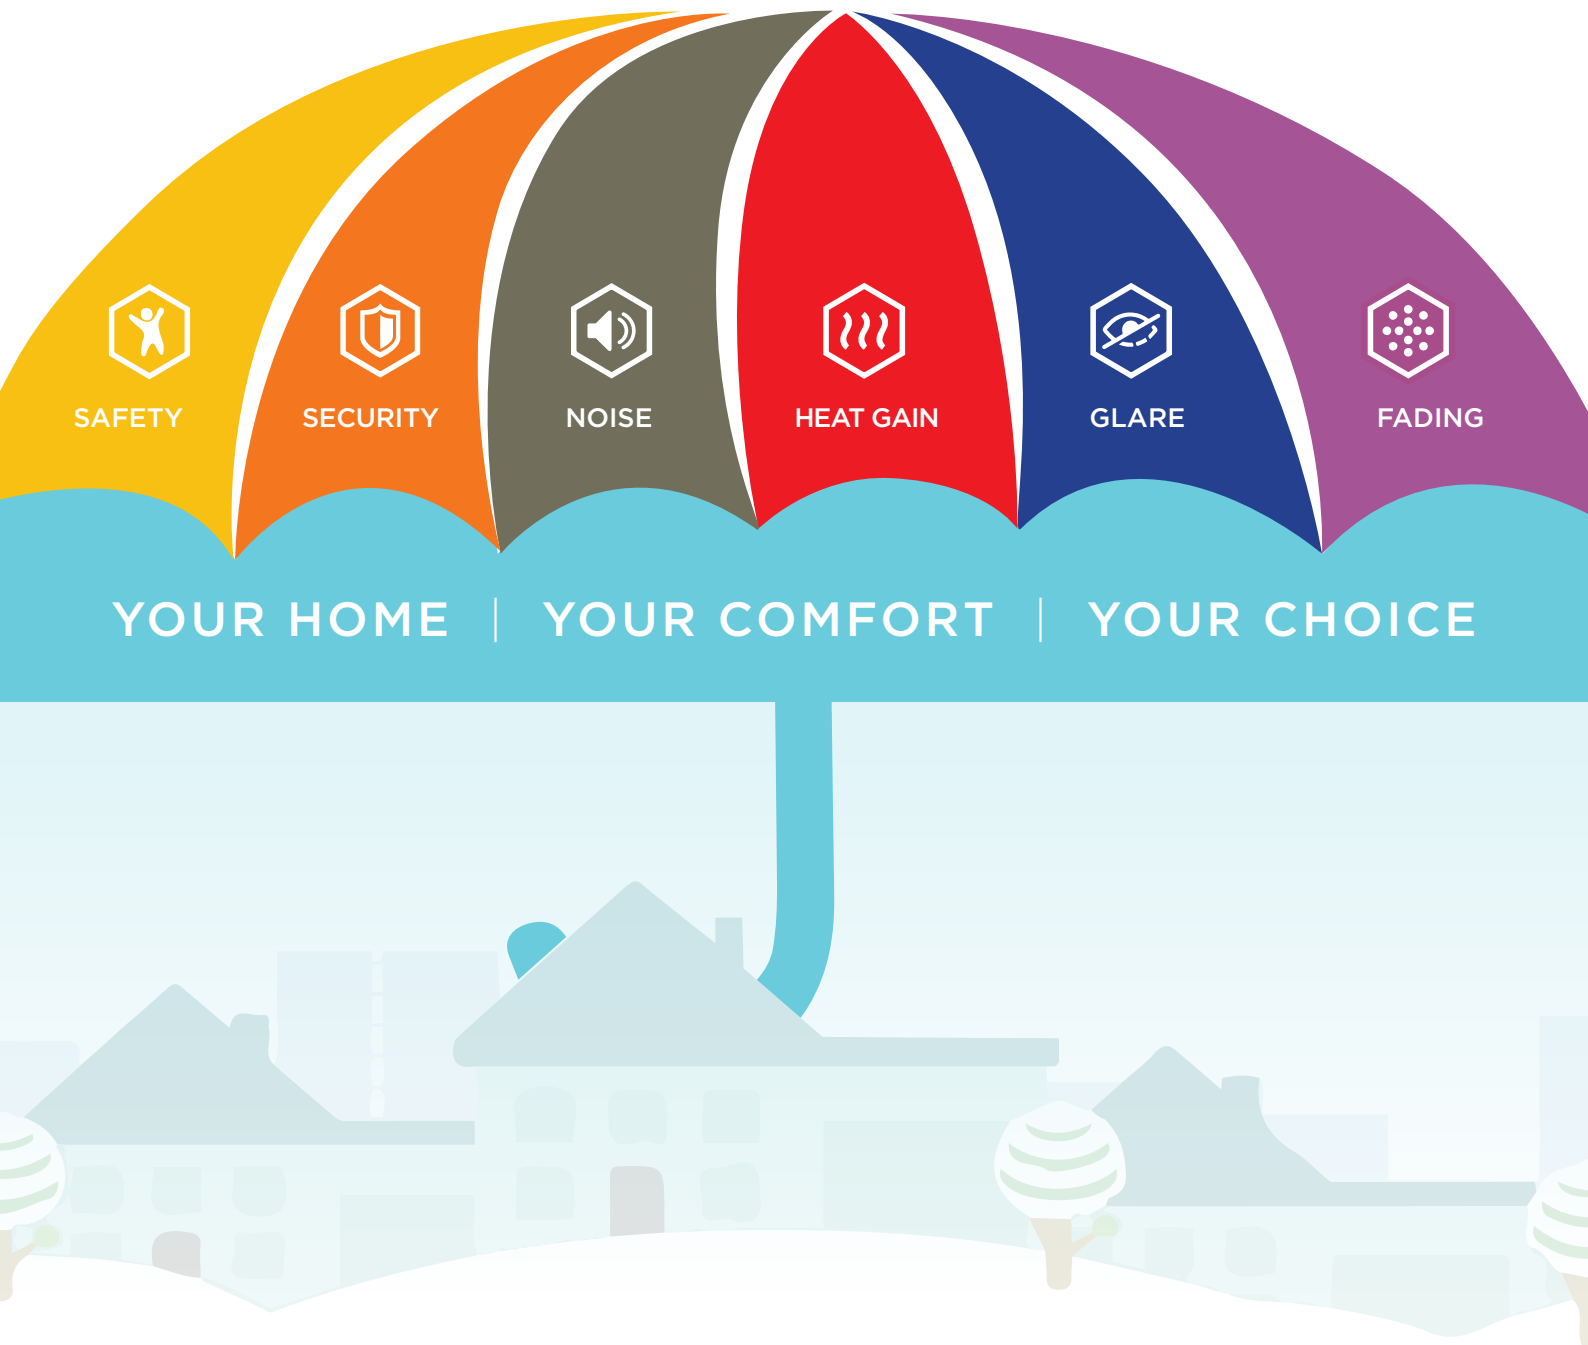 SAFETY
SECURITY
NOISE
HEAT GAIN
GLARE
FADING
YOUR HOME | YOUR COMFORT | YOUR CHOICE